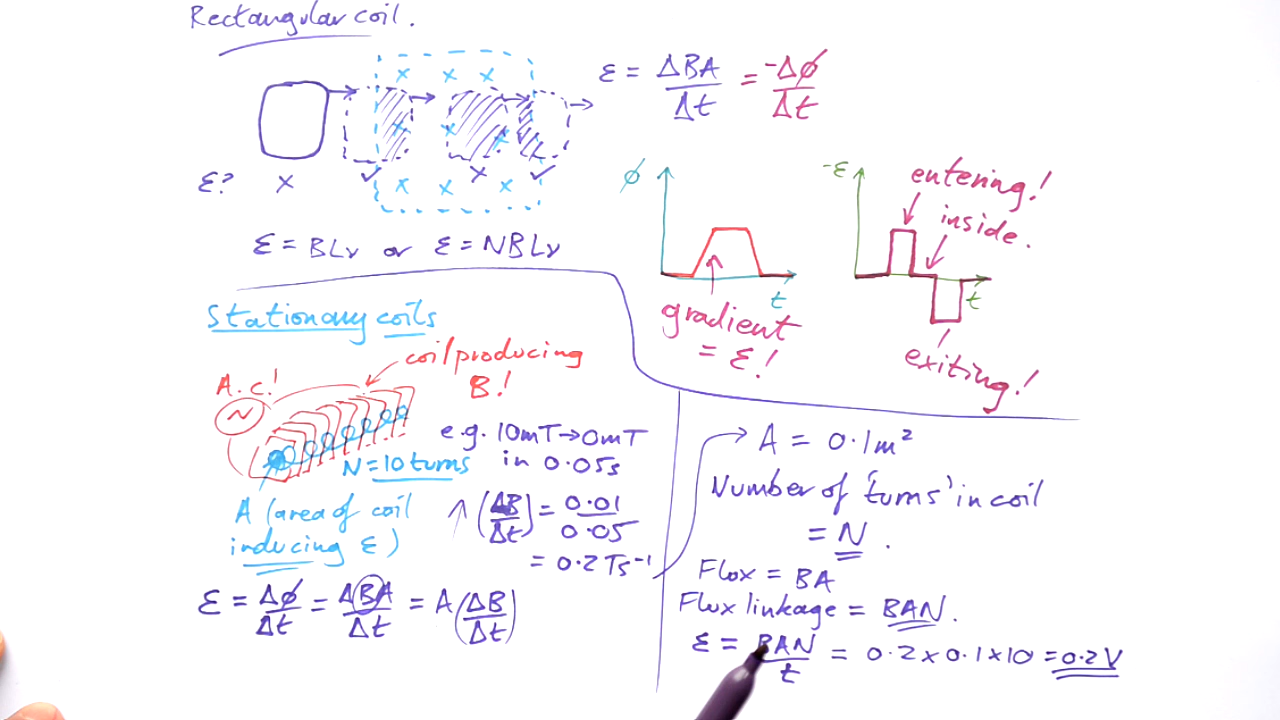 Rectangular coil.
x x x
ε = ΔBA/Δt = -Δφ/Δt
x x x
ε? x ✓ x ✓
x x x
ε = BLv or ε = NBLv
φ
t
gradient
= ε!
-ε
entering!
inside.
t
exiting!
Stationary coils
coil producing
B!
A.c!
~
N = 10 turns
A (area of coil
inducing ε)
e.g. 10mT→0mT
in 0.05s
↑ (ΔB/Δt) = 0.01/0.05
= 0.2 Ts⁻¹
ε = Δφ/Δt = ΔBA/Δt = A(ΔB/Δt)
A = 0.1m²
Number of 'turns' in coil
= N.
Flux = BA
Flux linkage = BAN.
ε = BAN/t = 0.2 x 0.1 x 10 = 0.2V